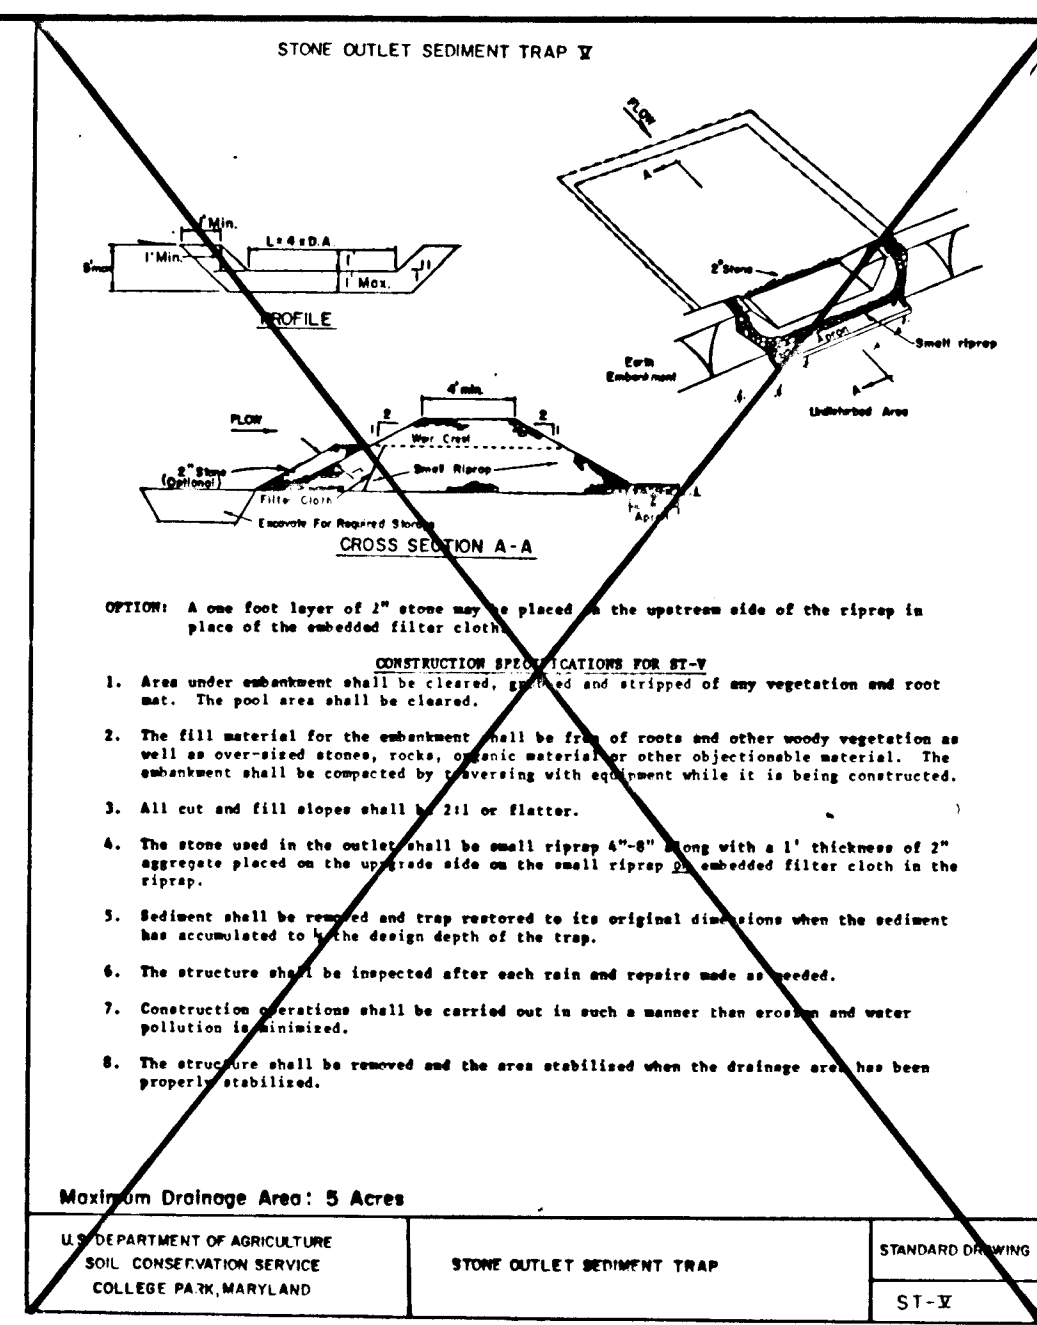 STONE OUTLET SEDIMENT TRAP V
FLOW
A
1' Min.
L= 4 x D.A.
1' Min.
1'
5' max
1' Max.
1
1
PROFILE
2" Stone
Apron
Small riprap
Earth
Embankment
A
Undisturbed Area
4' min.
FLOW
2
1
2
1
Weir Crest
2" Stone
(Optional)
Small Riprap
Filter Cloth
Apron
Excavate For Required Storage
CROSS SECTION A-A
OPTION: A one foot layer of 2" stone may be placed on the upstream side of the riprap in
place of the embedded filter cloth.
CONSTRUCTION SPECIFICATIONS FOR ST-V
1. Area under embankment shall be cleared, grubbed and stripped of any vegetation and root
mat. The pool area shall be cleared.
2. The fill material for the embankment shall be free of roots and other woody vegetation as
well as over-sized stones, rocks, organic material or other objectionable material. The
embankment shall be compacted by traversing with equipment while it is being constructed.
3. All cut and fill slopes shall be 2:1 or flatter.
4. The stone used in the outlet shall be small riprap 4"-8" along with a 1' thickness of 2"
aggregate placed on the upgrade side on the small riprap or embedded filter cloth in the
riprap.
5. Sediment shall be removed and trap restored to its original dimensions when the sediment
has accumulated to ½ the design depth of the trap.
6. The structure shall be inspected after each rain and repairs made as needed.
7. Construction operations shall be carried out in such a manner than erosion and water
pollution is minimized.
8. The structure shall be removed and the area stabilized when the drainage area has been
properly stabilized.
Maximum Drainage Area: 5 Acres
U.S. DEPARTMENT OF AGRICULTURE
SOIL CONSERVATION SERVICE
COLLEGE PARK, MARYLAND
STONE OUTLET SEDIMENT TRAP
STANDARD DRAWING
ST-V